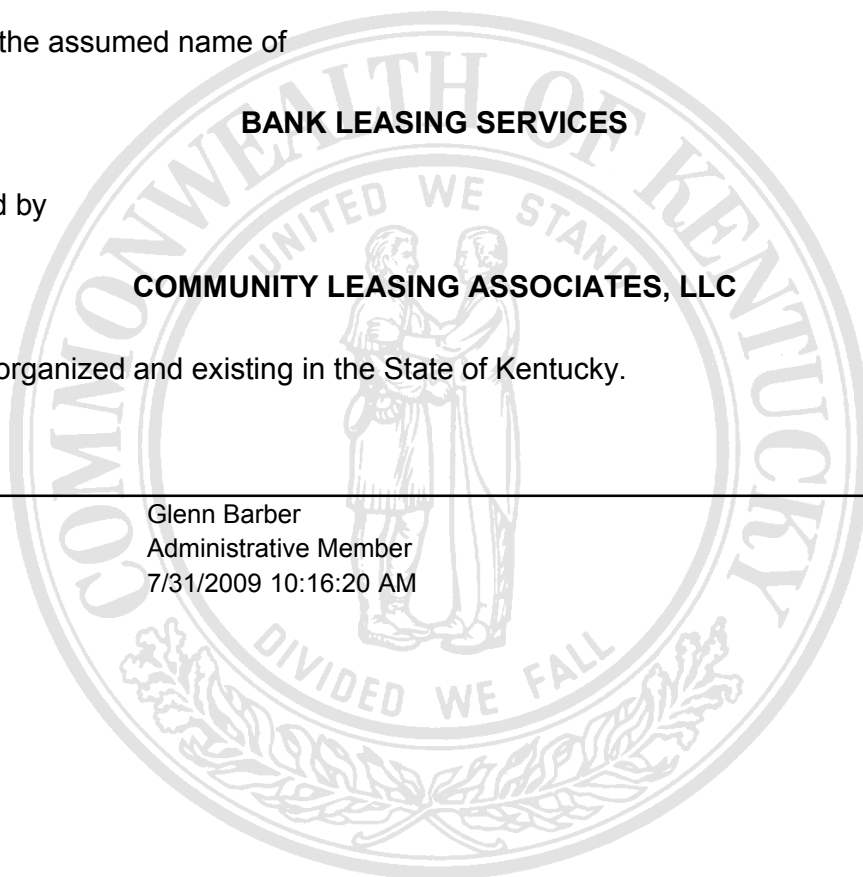 the assumed name of
BANK LEASING SERVICES
d by
COMMUNITY LEASING ASSOCIATES, LLC
organized and existing in the State of Kentucky.
Glenn Barber
Administrative Member
7/31/2009 10:16:20 AM
COMMONWEALTH OF KENTUCKY
UNITED WE STAND
DIVIDED WE FALL